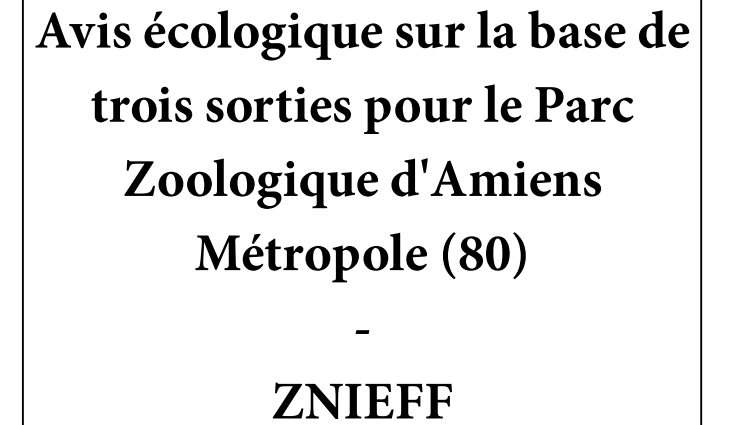 Avis écologique sur la base de
trois sorties pour le Parc
Zoologique d'Amiens
Métropole (80)
-
ZNIEFF